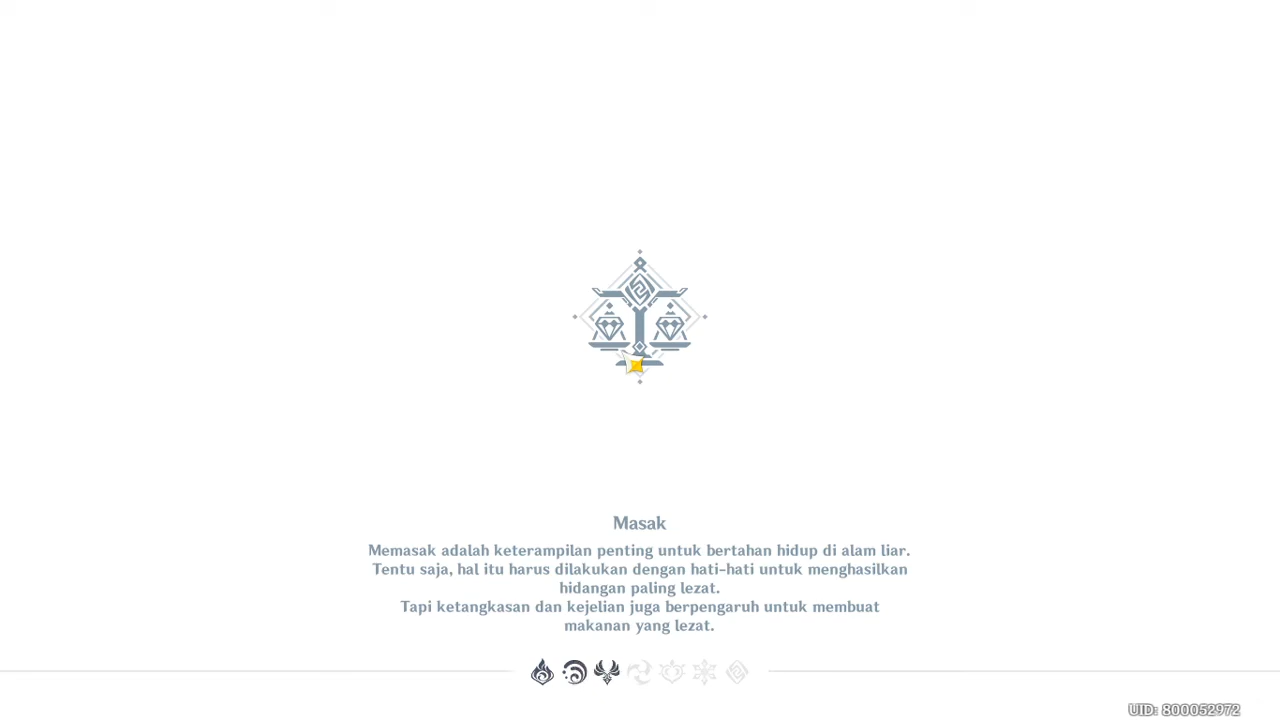 Masak
Memasak adalah keterampilan penting untuk bertahan hidup di alam liar.
Tentu saja, hal itu harus dilakukan dengan hati-hati untuk menghasilkan
hidangan paling lezat.
Tapi ketangkasan dan kejelian juga berpengaruh untuk membuat
makanan yang lezat.
UID: 800052972